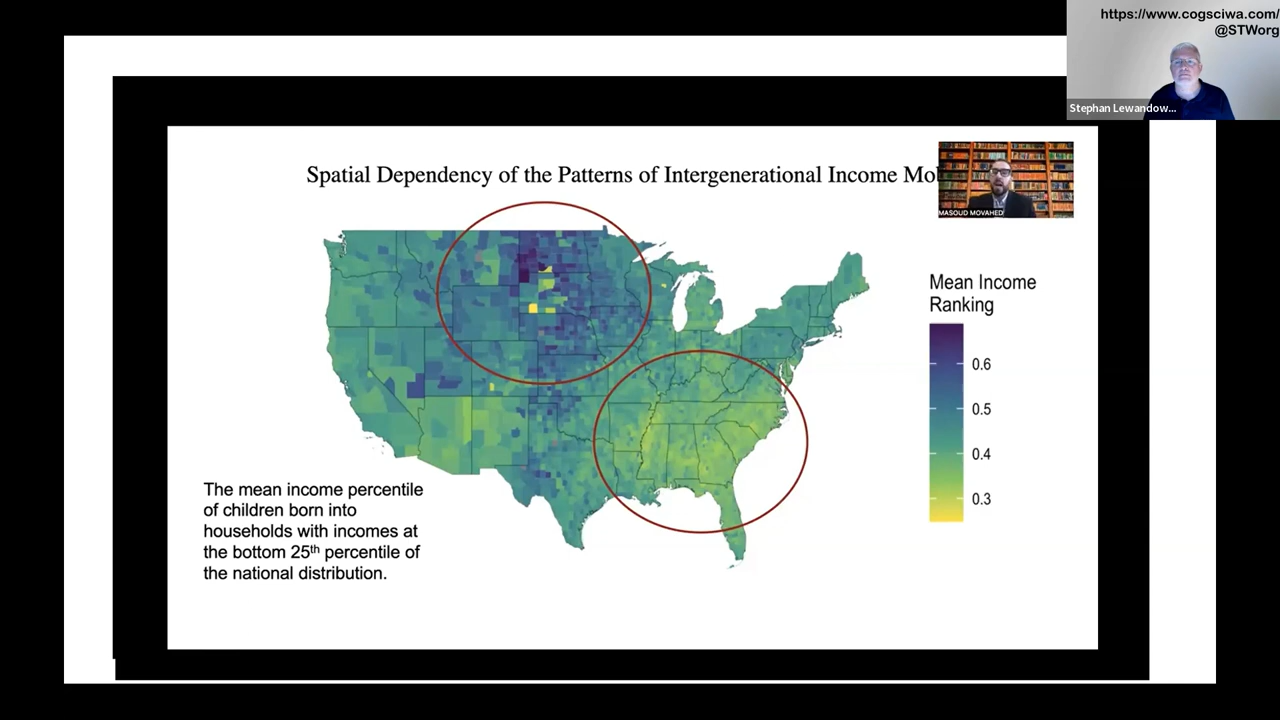 https://www.cogsciwa.com/
@STWorg
Stephan Lewandow...
Spatial Dependency of the Patterns of Intergenerational Income Mo
MASOUD MOVAHED
Mean Income
Ranking
0.6
0.5
0.4
0.3
The mean income percentile
of children born into
households with incomes at
the bottom 25th percentile of
the national distribution.